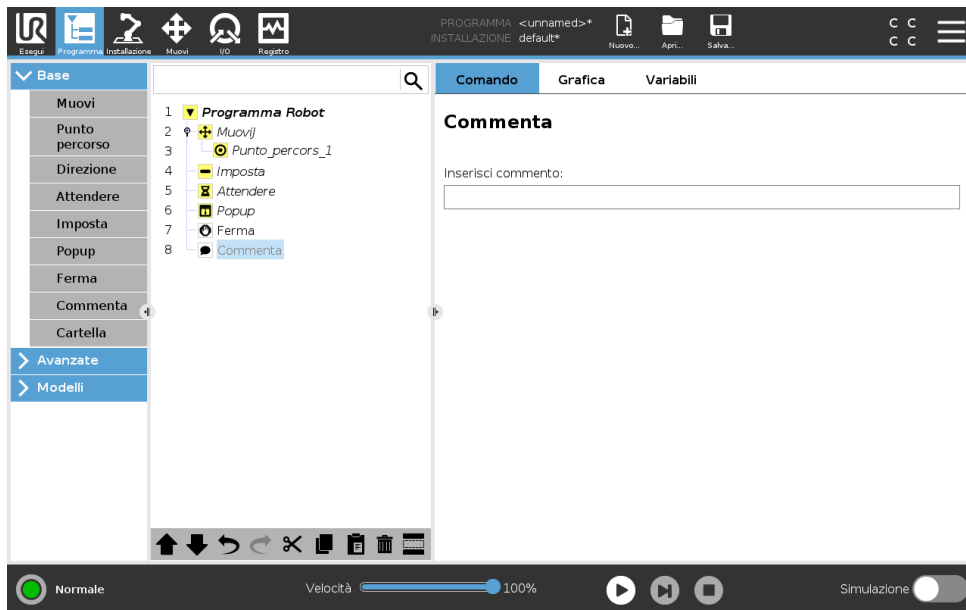 UR
Esegui
Programma
Installazione
Muovi
I/O
Registro
PROGRAMMA <unnamed>*
INSTALLAZIONE default*
Nuovo...
Apri...
Salva...
C C
C C
Base
Muovi
Punto
percorso
Direzione
Attendere
Imposta
Popup
Ferma
Commenta
Cartella
Avanzate
Modelli
1 Programma Robot
2 MuoviJ
3 Punto_percors_1
4 Imposta
5 Attendere
6 Popup
7 Ferma
8 Commenta
Comando Grafica Variabili
Commenta
Inserisci commento:
Normale
Velocità 100%
Simulazione